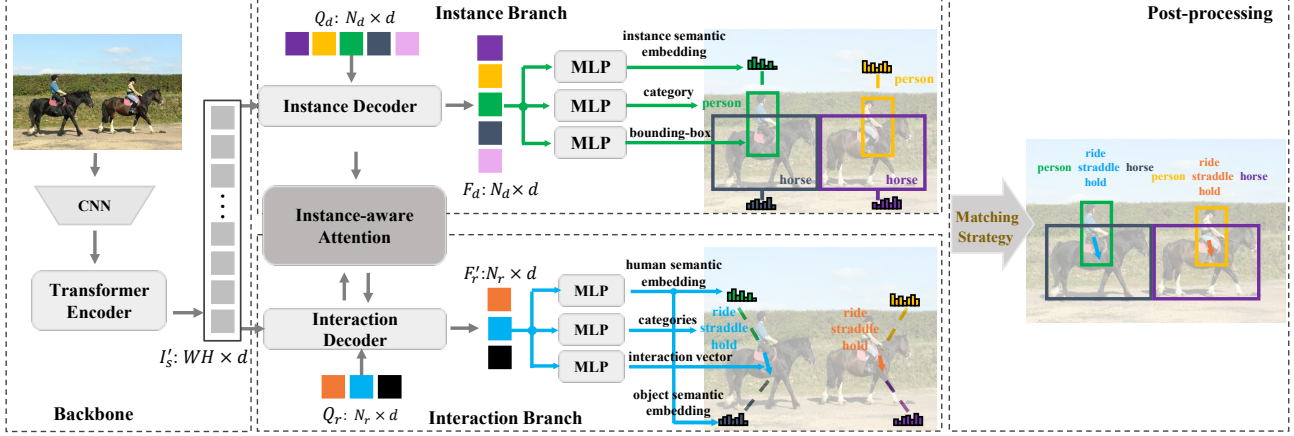 Instance Branch
Post-processing
Q_d: N_d × d
Instance Decoder
MLP
MLP
MLP
instance semantic
embedding
category
bounding-box
person
person
horse
horse
F_d: N_d × d
CNN
Transformer
Encoder
I′_s: WH × d
Backbone
Instance-aware
Attention
Interaction
Decoder
Q_r: N_r × d
F′_r: N_r × d
MLP
MLP
MLP
human semantic
embedding
categories
interaction vector
object semantic
embedding
ride
straddle
hold
ride
straddle
hold
Interaction Branch
Matching
Strategy
ride
person straddle horse
hold
ride
person straddle horse
hold